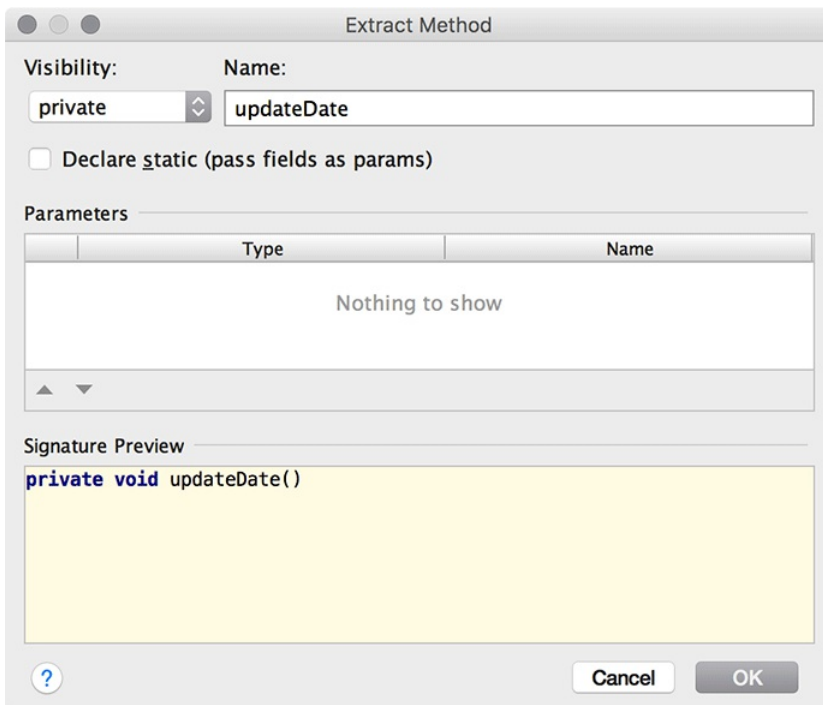 Extract Method
Visibility: Name:
private updateDate
Declare static (pass fields as params)
Parameters
Type Name
Nothing to show
Signature Preview
private void updateDate()
? Cancel OK